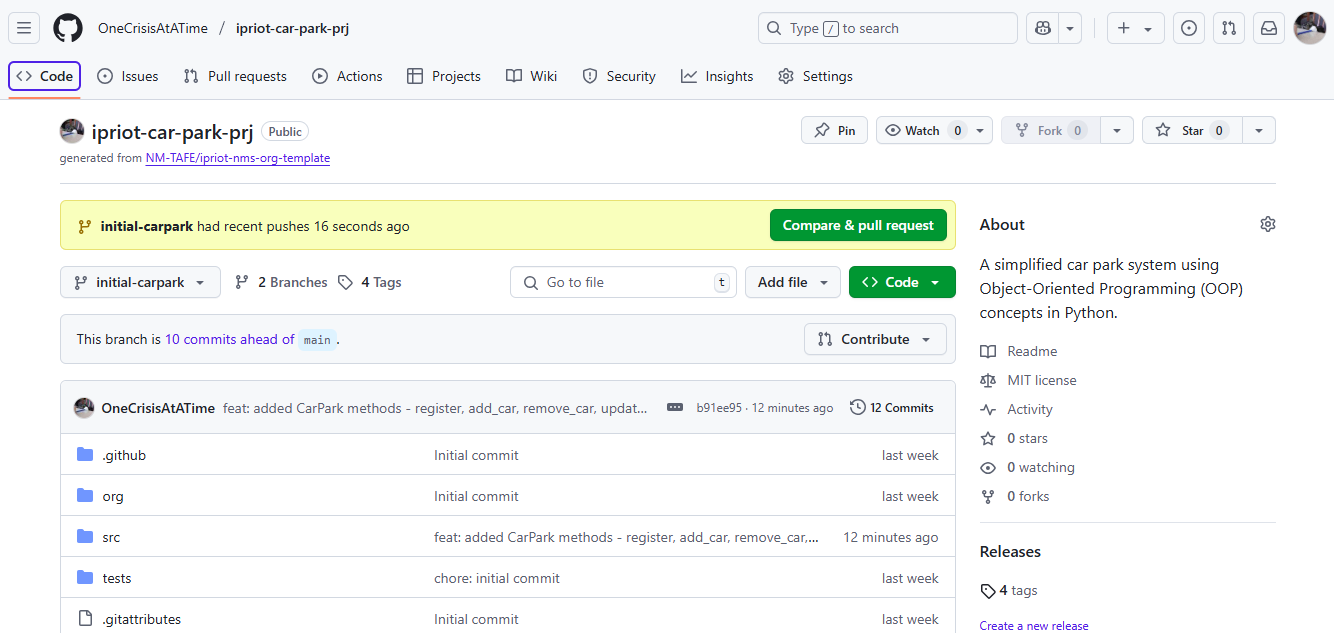 OneCrisisAtATime / ipriot-car-park-prj
Type / to search
Code Issues Pull requests Actions Projects Wiki Security Insights Settings
ipriot-car-park-prj Public
Pin Watch 0 Fork 0 Star 0
generated from NM-TAFE/ipriot-nms-org-template
initial-carpark had recent pushes 16 seconds ago
Compare & pull request
initial-carpark 2 Branches 4 Tags
Go to file t
Add file
Code
This branch is 10 commits ahead of main .
Contribute
OneCrisisAtATime feat: added CarPark methods - register, add_car, remove_car, updat... b91ee95 · 12 minutes ago 12 Commits
.github Initial commit last week
org Initial commit last week
src feat: added CarPark methods - register, add_car, remove_car,... 12 minutes ago
tests chore: initial commit last week
.gitattributes Initial commit last week
About
A simplified car park system using
Object-Oriented Programming (OOP)
concepts in Python.
Readme
MIT license
Activity
0 stars
0 watching
0 forks
Releases
4 tags
Create a new release